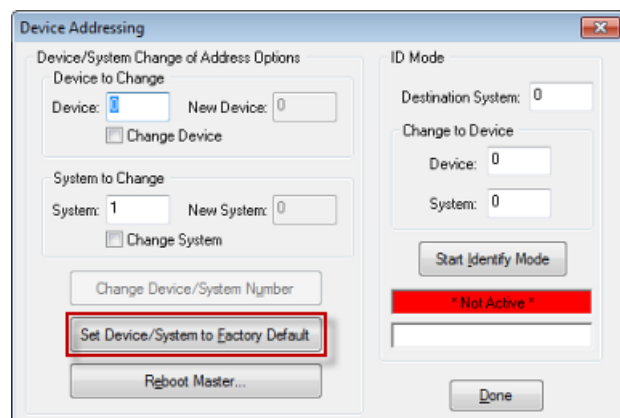 Device Addressing
Device/System Change of Address Options
Device to Change
Device: 0 New Device: 0
Change Device
System to Change
System: 1 New System: 0
Change System
Change Device/System Number
Set Device/System to Factory Default
Reboot Master...
ID Mode
Destination System: 0
Change to Device
Device: 0
System: 0
Start Identify Mode
* Not Active *
Done